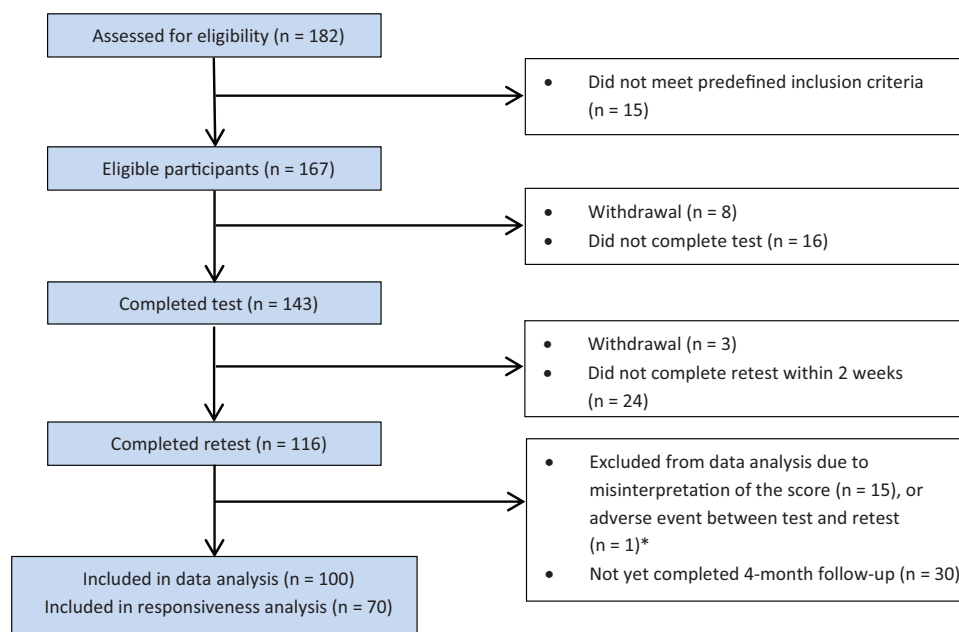 Assessed for eligibility (n = 182)
• Did not meet predefined inclusion criteria
(n = 15)
Eligible participants (n = 167)
• Withdrawal (n = 8)
• Did not complete test (n = 16)
Completed test (n = 143)
• Withdrawal (n = 3)
• Did not complete retest within 2 weeks
(n = 24)
Completed retest (n = 116)
• Excluded from data analysis due to
misinterpretation of the score (n = 15), or
adverse event between test and retest
(n = 1)*
• Not yet completed 4-month follow-up (n = 30)
Included in data analysis (n = 100)
Included in responsiveness analysis (n = 70)